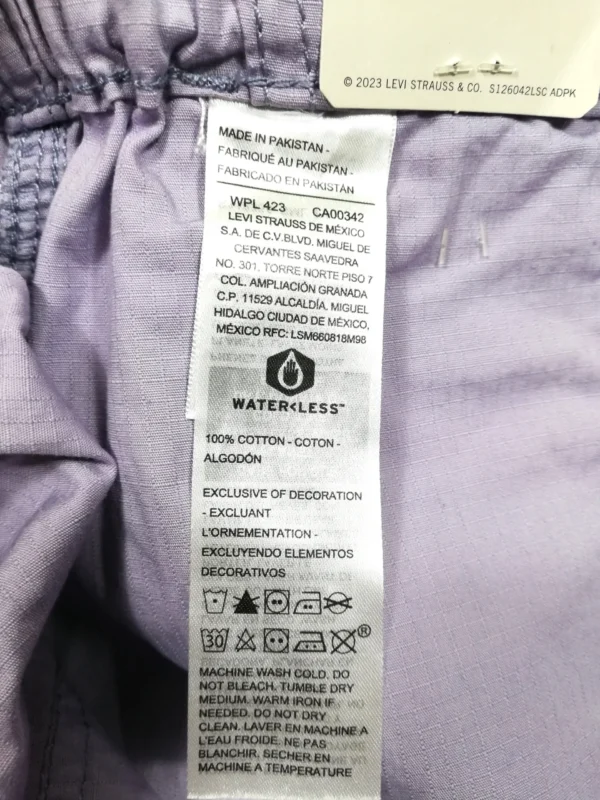 © 2023 LEVI STRAUSS & CO. S126042LSC ADPK
MADE IN PAKISTAN -
FABRIQUÉ AU PAKISTAN -
FABRICADO EN PAKISTÁN
WPL 423 CA00342
LEVI STRAUSS DE MÉXICO
S.A. DE C.V.BLVD. MIGUEL DE
CERVANTES SAAVEDRA
NO. 301. TORRE NORTE PISO 7
COL. AMPLIACIÓN GRANADA
C.P. 11529 ALCALDÍA. MIGUEL
HIDALGO CIUDAD DE MÉXICO,
MÉXICO RFC: LSM660818M98
WATER<LESS™
100% COTTON - COTON -
ALGODÓN
EXCLUSIVE OF DECORATION
- EXCLUANT
L'ORNEMENTATION -
EXCLUYENDO ELEMENTOS
DECORATIVOS
30 ®
MACHINE WASH COLD. DO
NOT BLEACH. TUMBLE DRY
MEDIUM. WARM IRON IF
NEEDED. DO NOT DRY
CLEAN. LAVER EN MACHINE A
L'EAU FROIDE. NE PAS
BLANCHIR. SECHER EN
MACHINE A TEMPERATURE